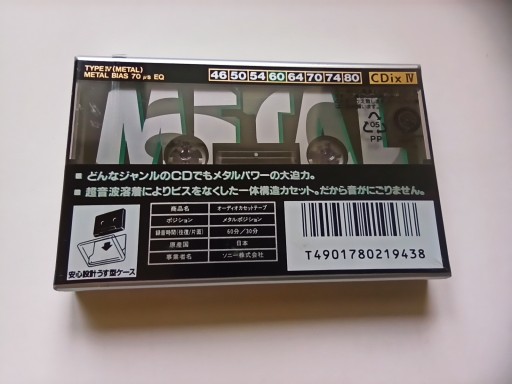 TYPE IV (METAL)
METAL BIAS 70 μs EQ
46 50 54 60 64 70 74 80
CDix IV
METAL
05
PP
■ どんなジャンルのCDでもメタルパワーの大迫力。
■ 超音波溶着によりビスをなくした一体構造カセット。だから音がにごりません。
商品名 オーディオカセットテープ
ポジション メタルポジション
録音時間(往復/片面) 60分/30分
原産国 日本
事業者名 ソニー株式会社
安心設計うす型ケース
T4901780219438